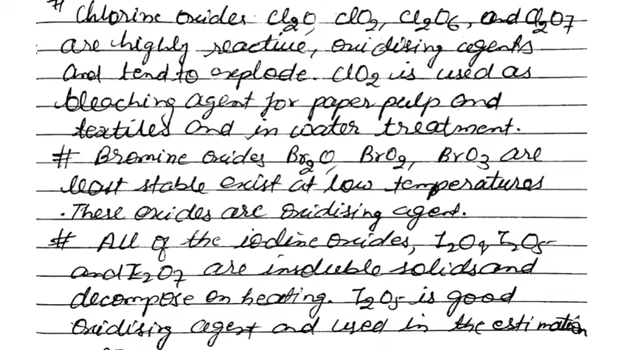 # Chlorine oxides Cl2O, ClO2, Cl2O6, and Cl2O7
are highly reactive, oxidising agents
and tend to explode. ClO2 is used as
bleaching agent for paper pulp and
textiles and in water treatment.
# Bromine oxides Br2O, BrO2, BrO3 are
least stable exist at low temperatures
. These oxides are oxidising agent.
# All of the iodine oxides, I2O4, I2O5
and I2O7 are insoluble solids and
decompose on heating. I2O5 is good
oxidising agent and used in the estimation